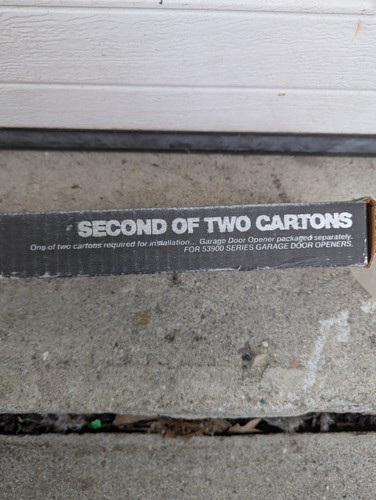 SECOND OF TWO CARTONS
One of two cartons required for installation... Garage Door Opener packaged separately.
FOR 53900 SERIES GARAGE DOOR OPENERS.